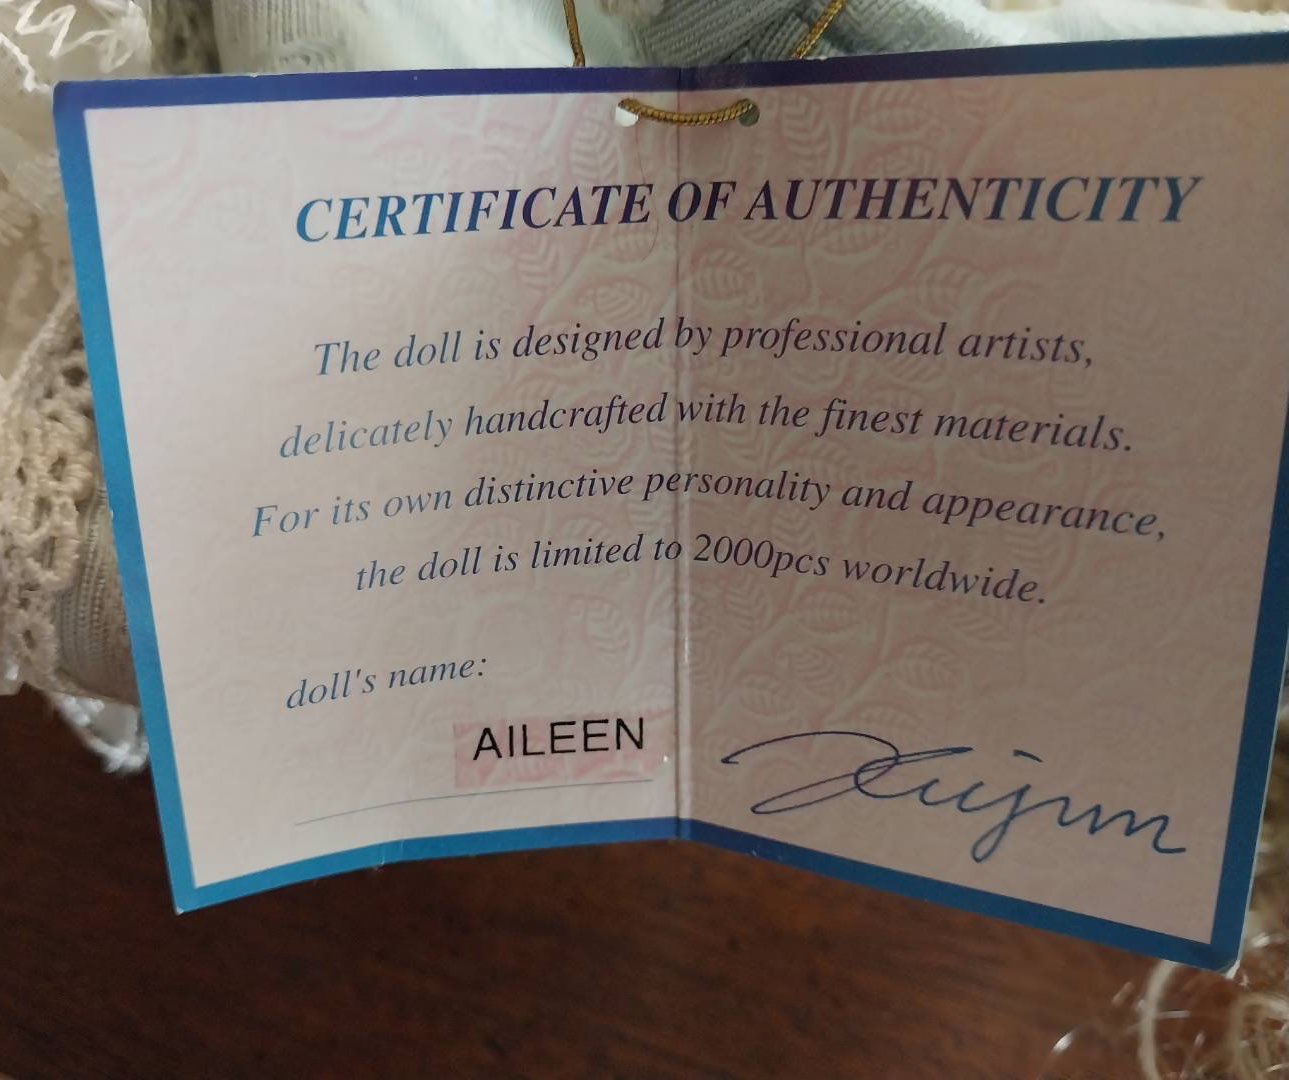 CERTIFICATE OF AUTHENTICITY
The doll is designed by professional artists,
delicately handcrafted with the finest materials.
For its own distinctive personality and appearance,
the doll is limited to 2000pcs worldwide.
doll's name:
AILEEN